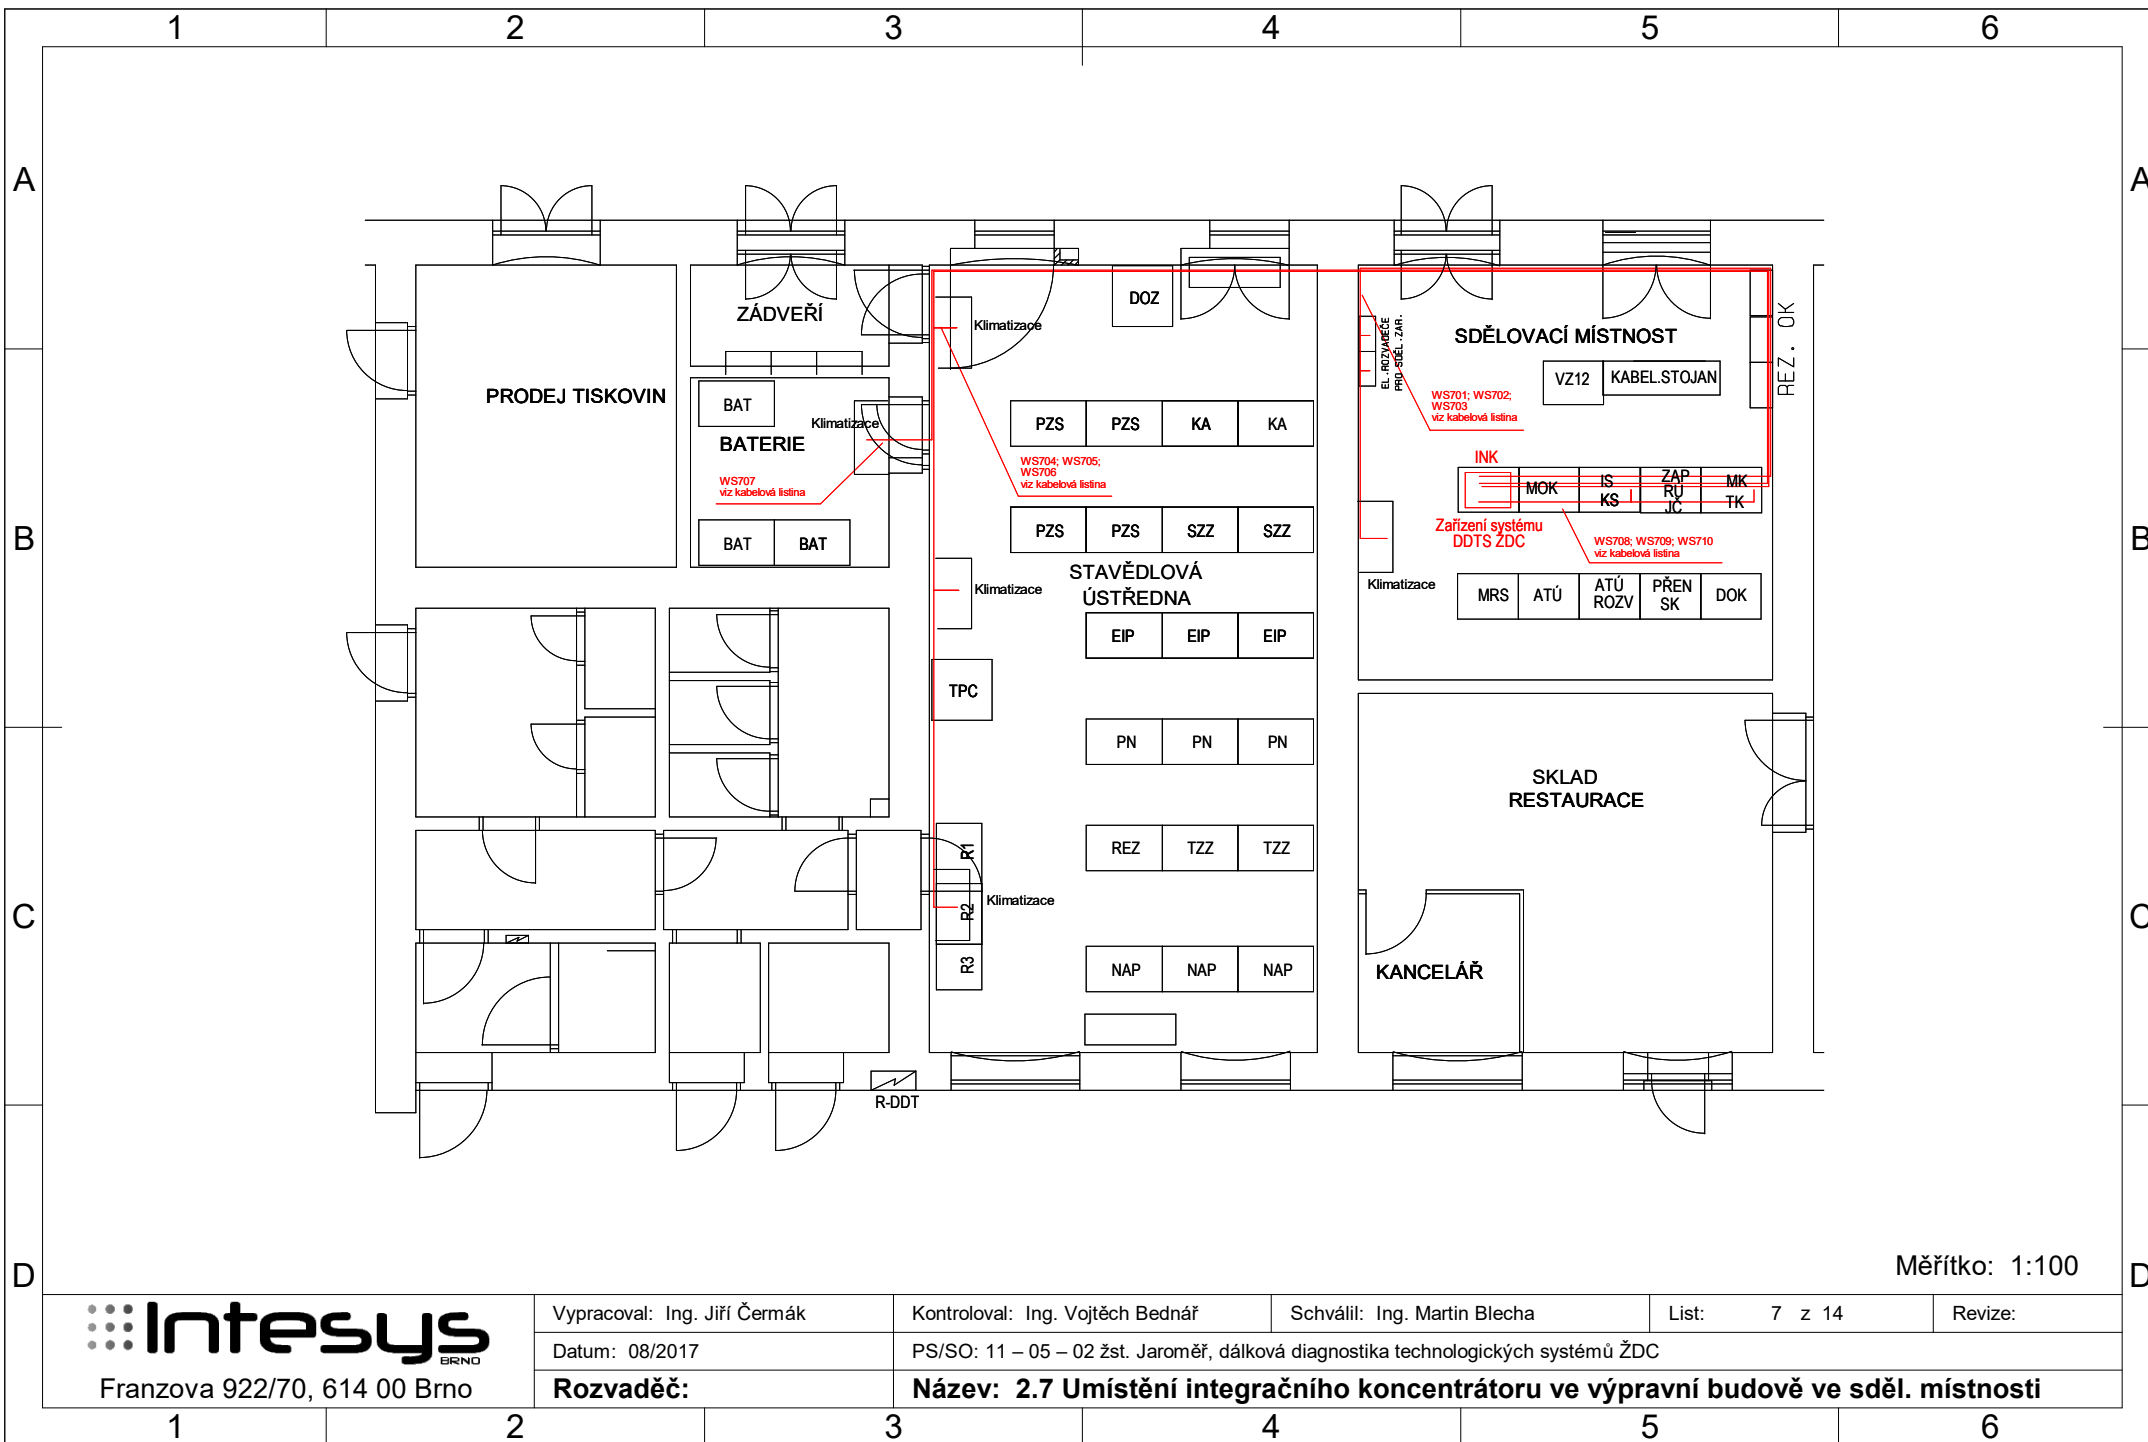 1 2 3 4 5 6
A A
ZÁDVEŘÍ
DOZ
Klimatizace
EL.ROZVADĚČE
PRO SDĚL.ZAR.
SDĚLOVACÍ MÍSTNOST
REZ. OK
VZ12 KABEL.STOJAN
PRODEJ TISKOVIN
BAT
Klimatizace
BATERIE
PZS PZS KA KA
WS701; WS702;
WS703
viz kabelová listina
WS704; WS705;
WS706
viz kabelová listina
WS707
viz kabelová listina
INK
MOK
IS
KS
ZAP
RU
JČ
MK
TK
B B
BAT BAT
PZS PZS SZZ SZZ
Zařízení systému
DDTS ŽDC
WS708; WS709; WS710
viz kabelová listina
STAVĚDLOVÁ
ÚSTŘEDNA
Klimatizace
Klimatizace
MRS ATÚ
ATÚ
ROZV
PŘEN
SK
DOK
EIP EIP EIP
TPC
PN PN PN
SKLAD
RESTAURACE
R1
REZ TZZ TZZ
C C
R2
Klimatizace
R3
NAP NAP NAP
KANCELÁŘ
R-DDT
D D
Měřítko: 1:100
Intesys
BRNO
Franzova 922/70, 614 00 Brno
Vypracoval: Ing. Jiří Čermák
Kontroloval: Ing. Vojtěch Bednář
Schválil: Ing. Martin Blecha
List: 7 z 14
Revize:
Datum: 08/2017
PS/SO: 11 – 05 – 02 žst. Jaroměř, dálková diagnostika technologických systémů ŽDC
Rozvaděč:
Název: 2.7 Umístění integračního koncentrátoru ve výpravní budově ve sděl. místnosti
1 2 3 4 5 6